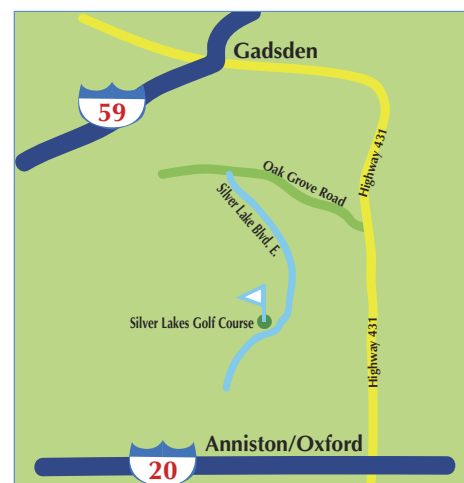 Gadsden
59
Highway 431
Oak Grove Road
Silver Lake Blvd. E.
Silver Lakes Golf Course
Highway 431
Anniston/Oxford
20